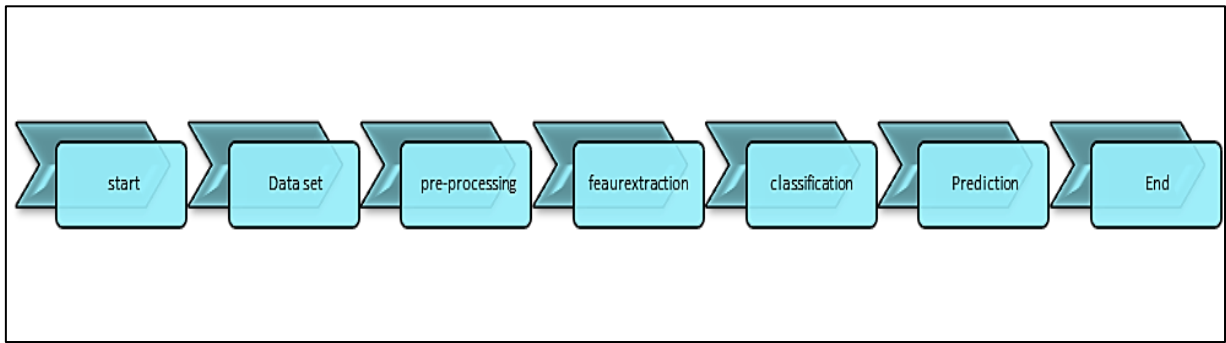 start
Data set
pre-processing
feaurextraction
classification
Prediction
End